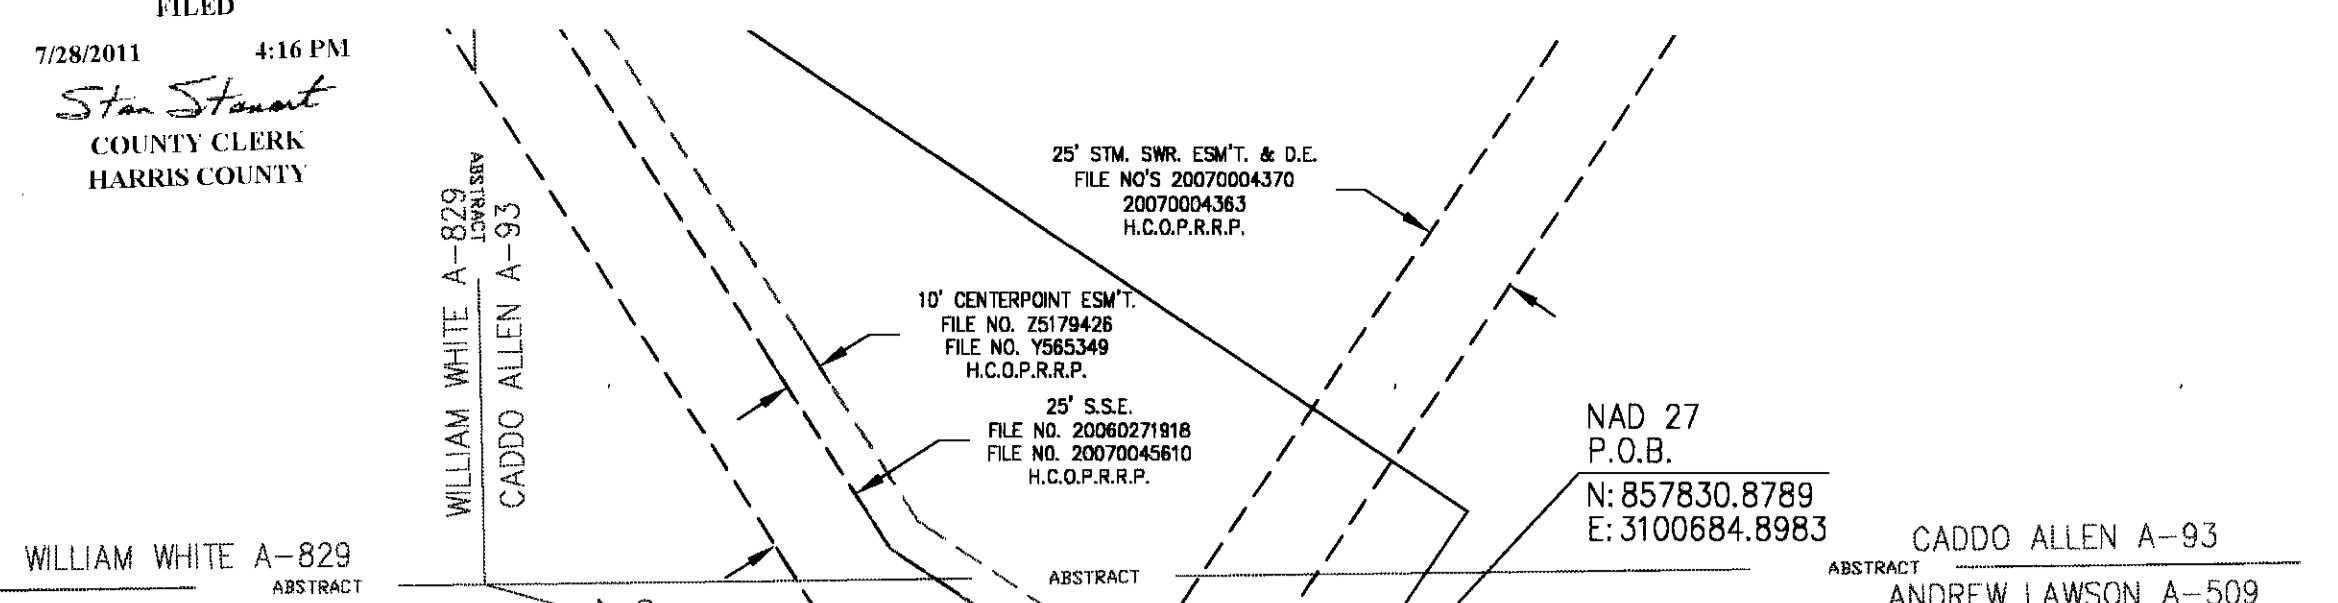 FILED
7/28/2011 4:16 PM
Stan Stanart
COUNTY CLERK
HARRIS COUNTY
WILLIAM WHITE A-829
ABSTRACT
CADDO ALLEN A-93
25' STM. SWR. ESM'T. & D.E.
FILE NO'S 20070004370
20070004363
H.C.O.P.R.R.P.
10' CENTERPOINT ESM'T.
FILE NO. Z5179426
FILE NO. Y565349
H.C.O.P.R.R.P.
25' S.S.E.
FILE NO. 20060271918
FILE NO. 20070045610
H.C.O.P.R.R.P.
NAD 27
P.O.B.
N: 857830.8789
E: 3100684.8983
WILLIAM WHITE A-829
ABSTRACT
ABSTRACT
CADDO ALLEN A-93
ABSTRACT
ANDREW LAWSON A-509